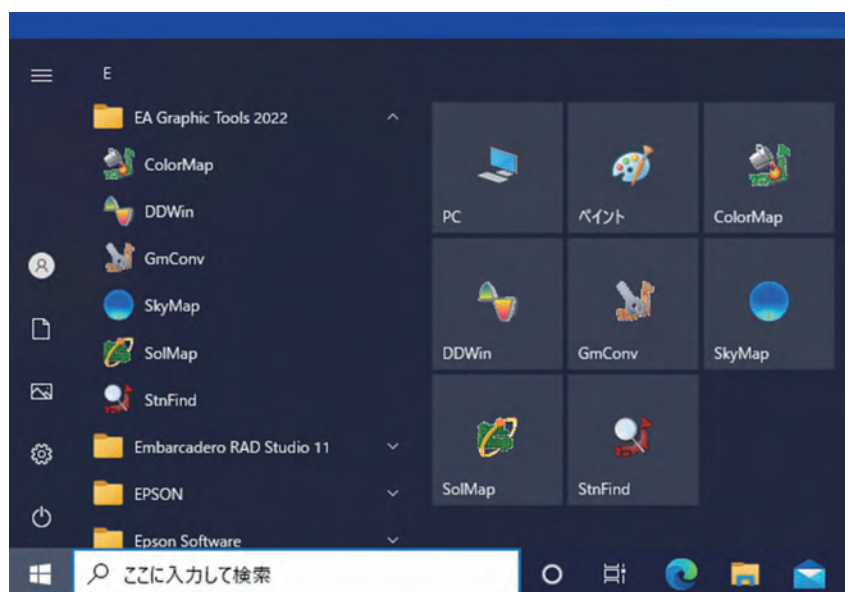 E
EA Graphic Tools 2022
ColorMap
DDWin
GmConv
SkyMap
SolMap
StnFind
Embarcadero RAD Studio 11
EPSON
Epson Software
PC
ペイント
ColorMap
DDWin
GmConv
SkyMap
SolMap
StnFind
ここに入力して検索